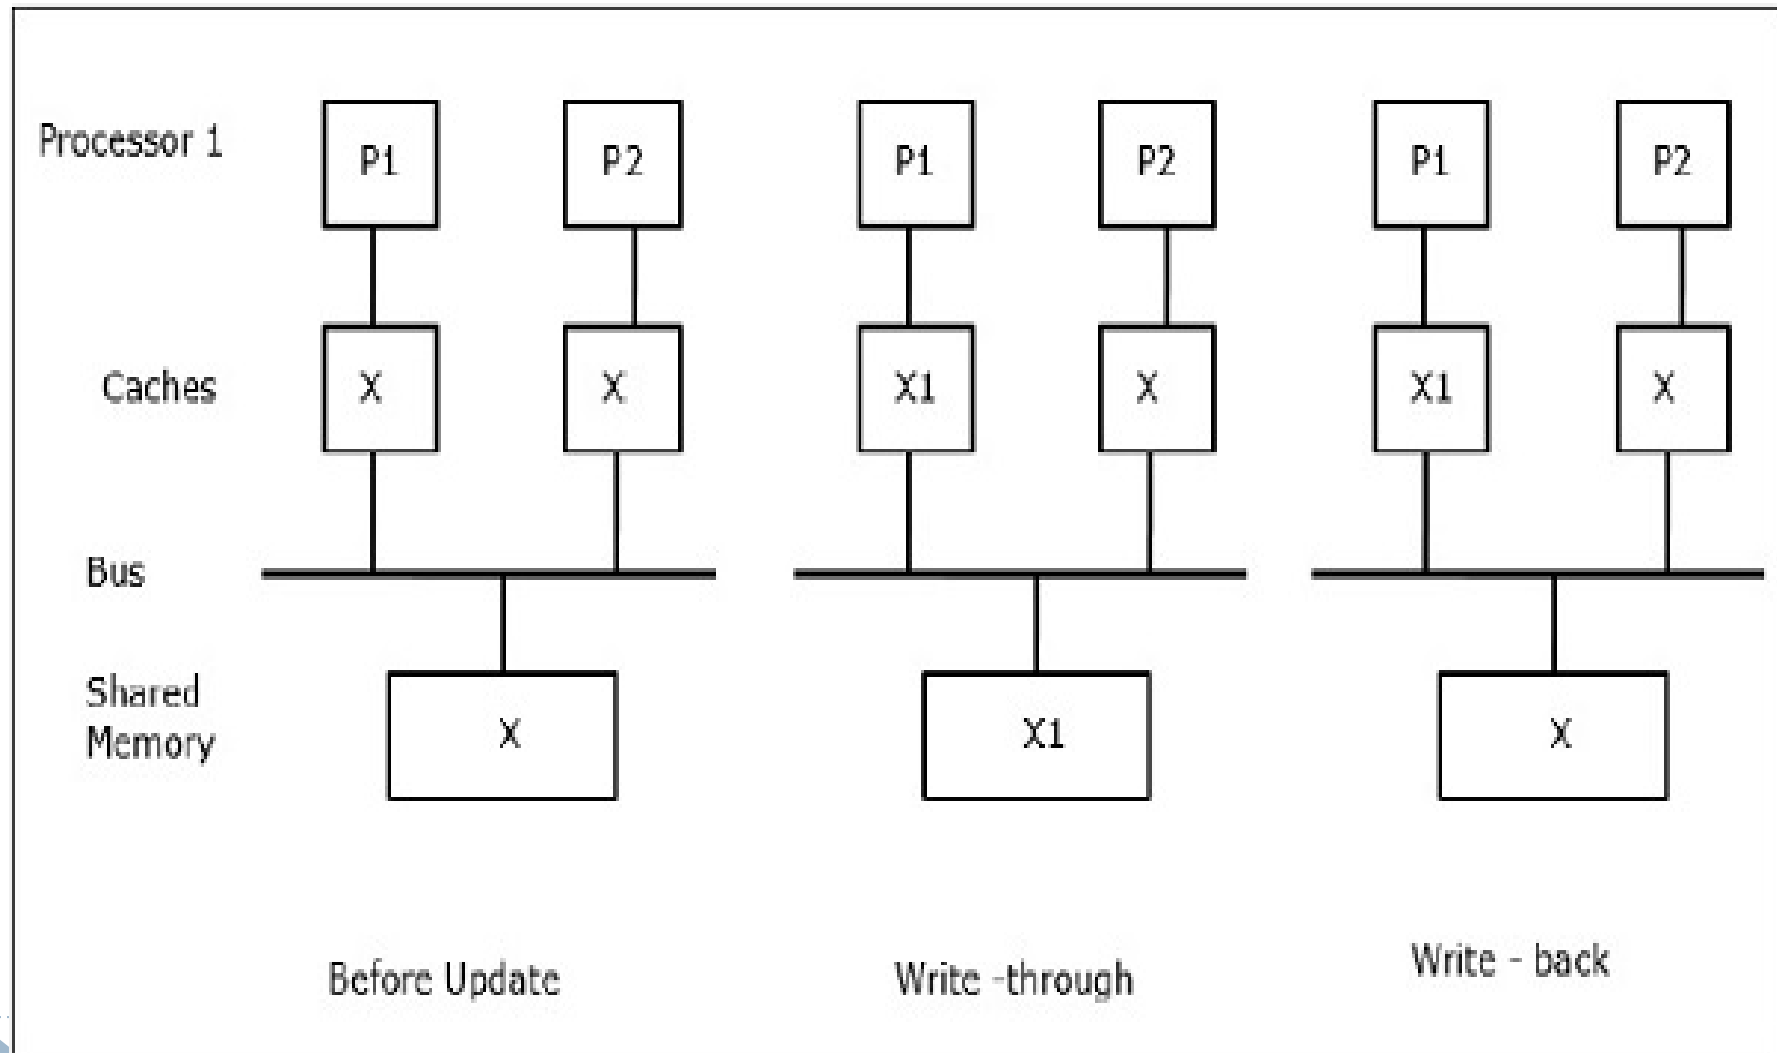 Processor 1
P1
P2
P1
P2
P1
P2
Caches
X
X
X1
X
X1
X
Bus
Shared
Memory
X
X1
X
Before Update
Write -through
Write - back